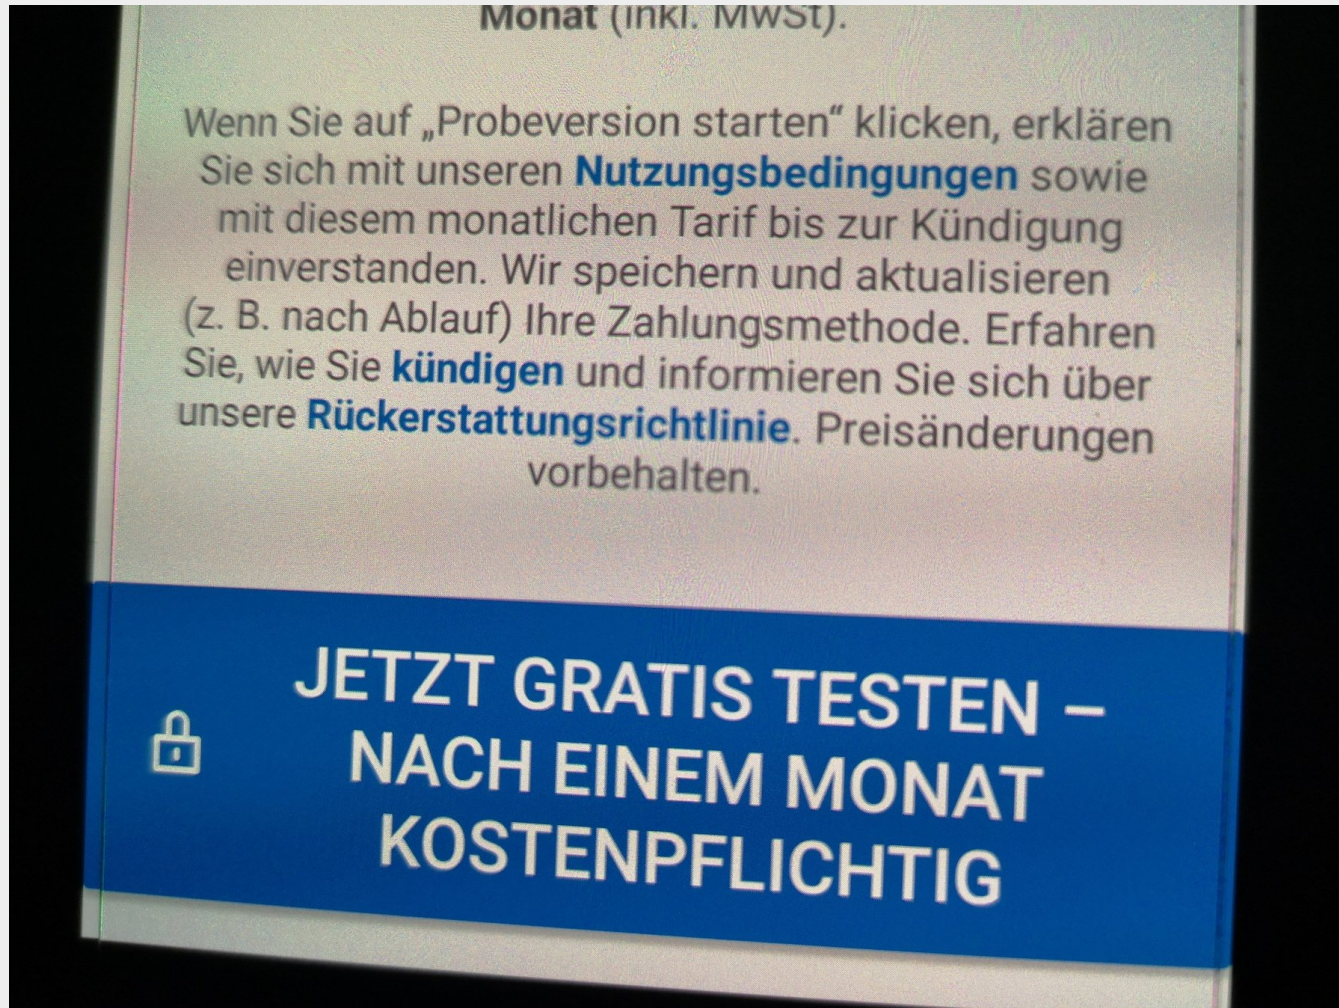 Monat (inkl. MwSt).
Wenn Sie auf „Probeversion starten“ klicken, erklären
Sie sich mit unseren Nutzungsbedingungen sowie
mit diesem monatlichen Tarif bis zur Kündigung
einverstanden. Wir speichern und aktualisieren
(z. B. nach Ablauf) Ihre Zahlungsmethode. Erfahren
Sie, wie Sie kündigen und informieren Sie sich über
unsere Rückerstattungsrichtlinie. Preisänderungen
vorbehalten.
JETZT GRATIS TESTEN –
NACH EINEM MONAT
KOSTENPFLICHTIG